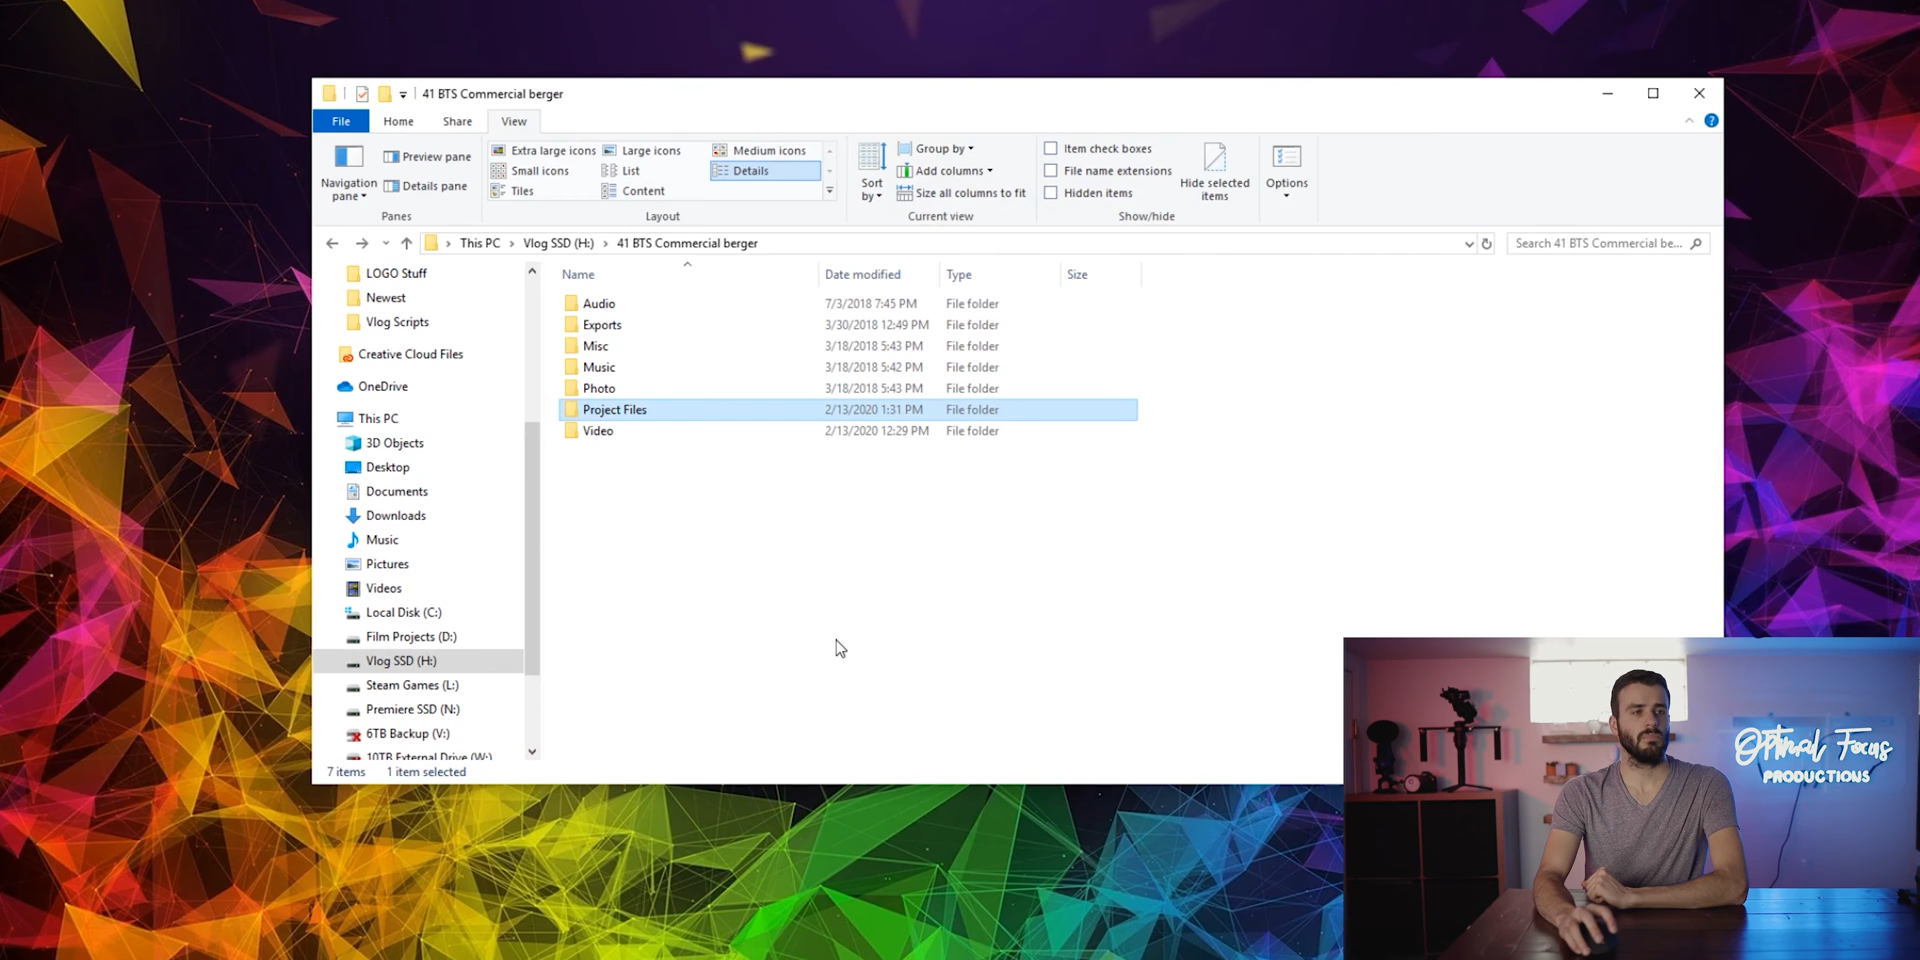 41 BTS Commercial berger
File Home Share View
Navigation pane
Preview pane
Details pane
Panes
Extra large icons Large icons Medium icons
Small icons List Details
Tiles Content
Layout
Sort by
Group by
Add columns
Size all columns to fit
Current view
Item check boxes
File name extensions
Hidden items
Hide selected items
Show/hide
Options
This PC Vlog SSD (H:) 41 BTS Commercial berger
Search 41 BTS Commercial be...
LOGO Stuff
Newest
Vlog Scripts
Creative Cloud Files
OneDrive
This PC
3D Objects
Desktop
Documents
Downloads
Music
Pictures
Videos
Local Disk (C:)
Film Projects (D:)
Vlog SSD (H:)
Steam Games (L:)
Premiere SSD (N:)
6TB Backup (V:)
10TB External Drive (W:)
Name Date modified Type Size
Audio 7/3/2018 7:45 PM File folder
Exports 3/30/2018 12:49 PM File folder
Misc 3/18/2018 5:43 PM File folder
Music 3/18/2018 5:42 PM File folder
Photo 3/18/2018 5:43 PM File folder
Project Files 2/13/2020 1:31 PM File folder
Video 2/13/2020 12:29 PM File folder
7 items 1 item selected
Optimal Focus
PRODUCTIONS